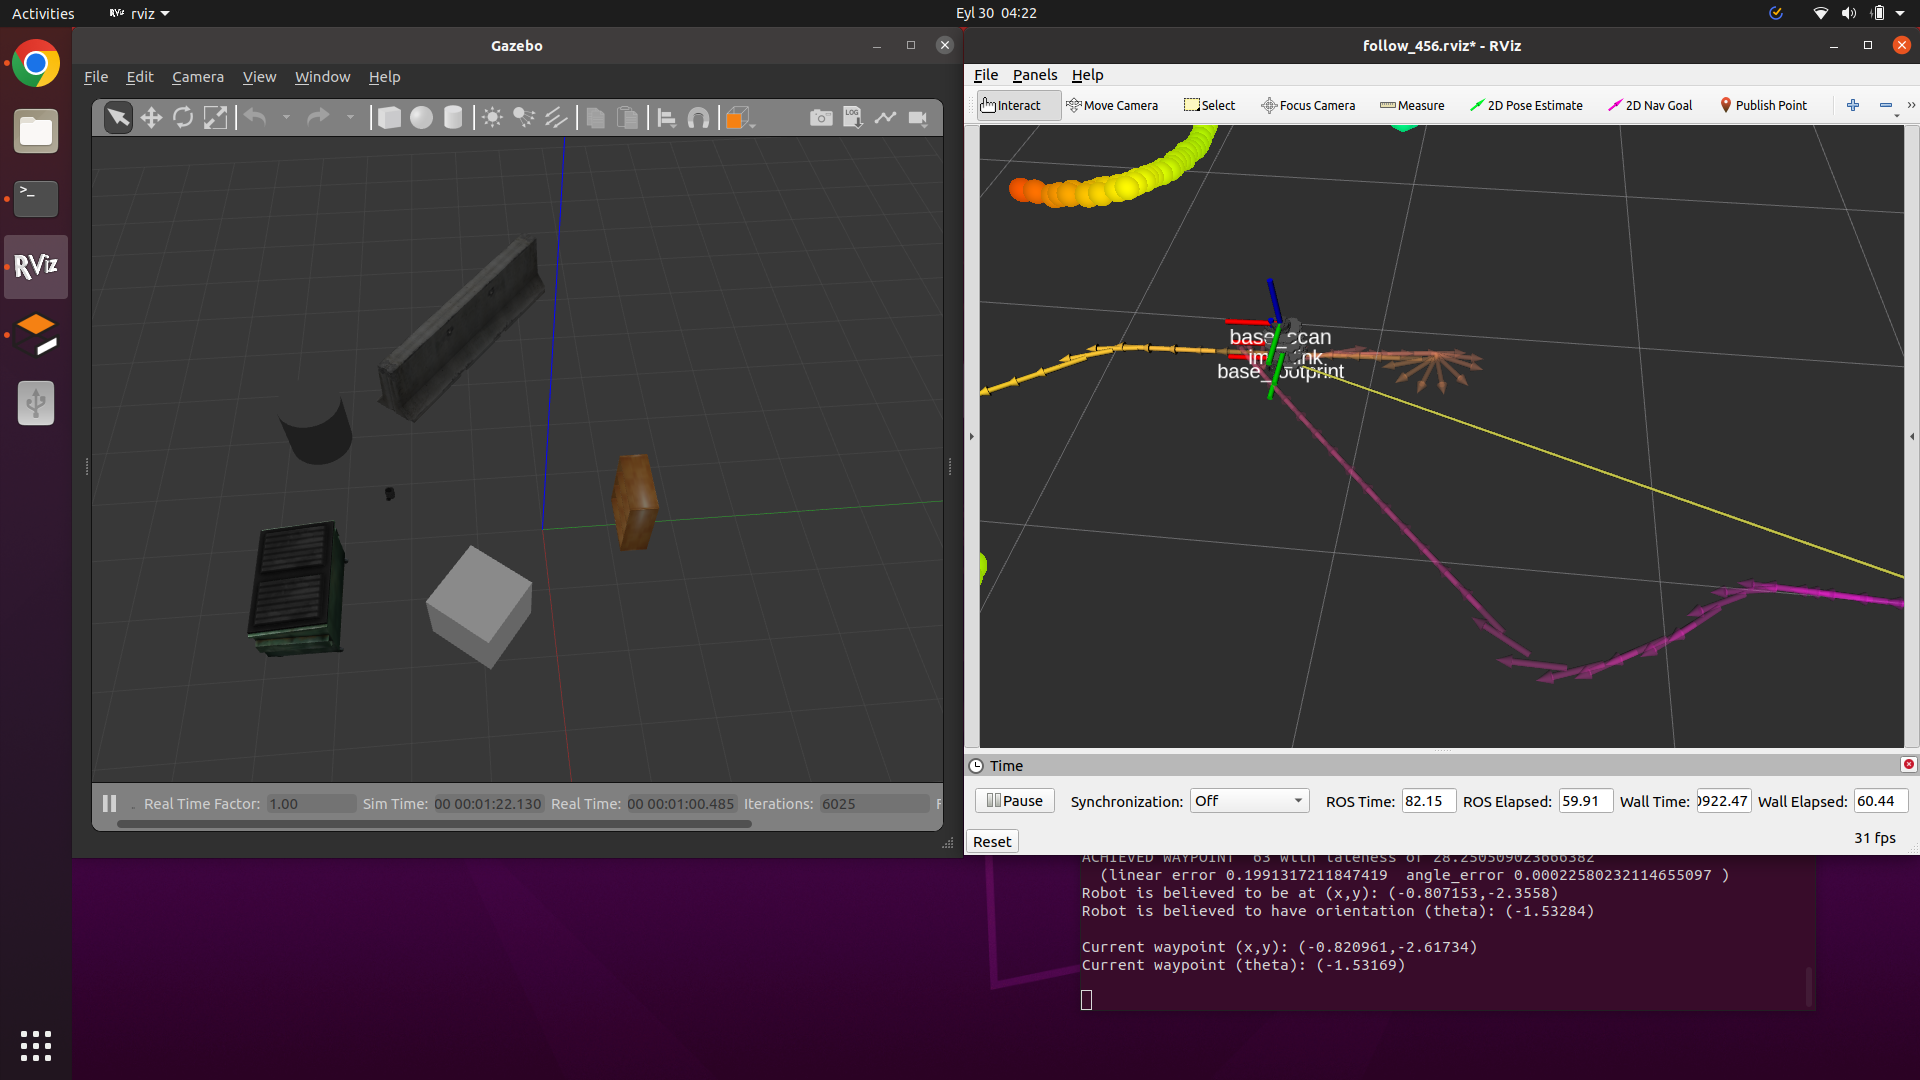 Activities
RViz rviz
Eyl 30 04:22
Gazebo
File Edit Camera View Window Help
LOG
Real Time Factor: 1.00 Sim Time: 00 00:01:22.130 Real Time: 00 00:01:00.485 Iterations: 6025 F
RViz
follow_456.rviz* - RViz
File Panels Help
Interact Move Camera Select Focus Camera Measure 2D Pose Estimate 2D Nav Goal Publish Point
base_scan
base_footprint
Time
Pause Synchronization: Off ROS Time: 82.15 ROS Elapsed: 59.91 Wall Time: 0922.47 Wall Elapsed: 60.44
Reset
31 fps
ACHIEVED WAYPOINT 63 with lateness of 28.250509023666382
(linear error 0.1991317211847419 angle_error 0.00022580232114655097 )
Robot is believed to be at (x,y): (-0.807153,-2.3558)
Robot is believed to have orientation (theta): (-1.53284)
Current waypoint (x,y): (-0.820961,-2.61734)
Current waypoint (theta): (-1.53169)